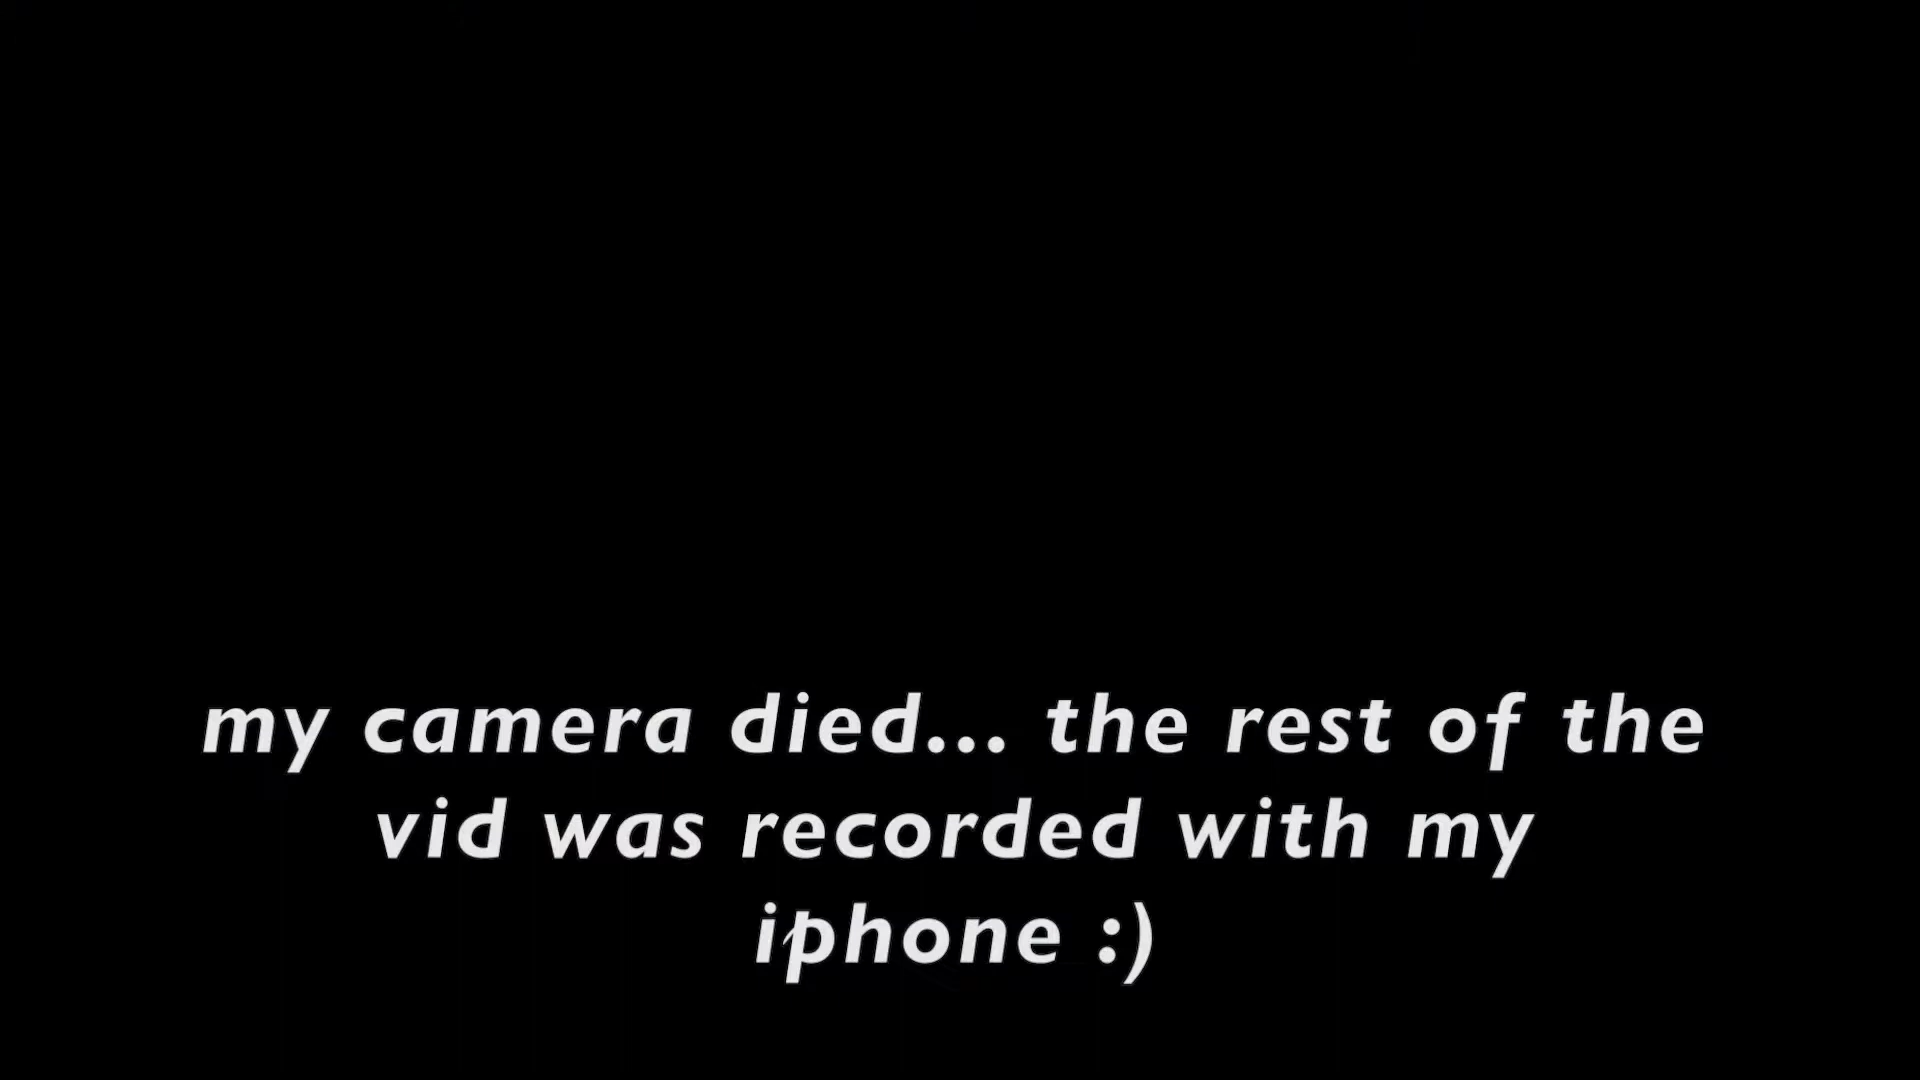 my camera died... the rest of the
vid was recorded with my
iphone :)